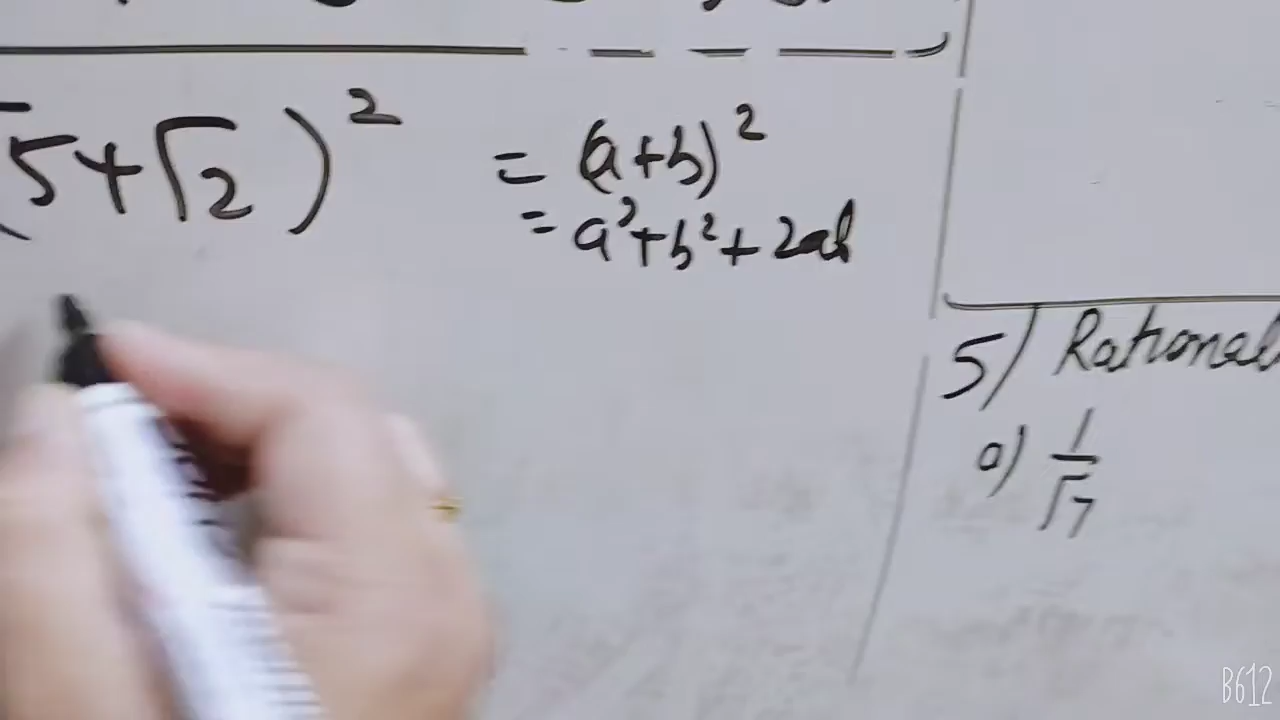 √5+√2)² = (a+b)²
= a²+b²+2ab
5) Rational
a) 1/√7
B612